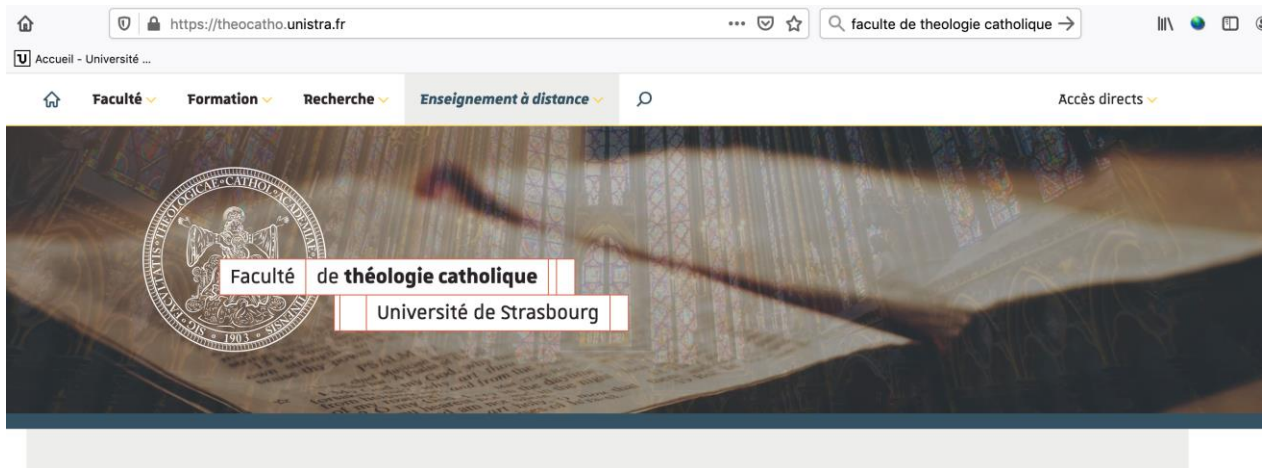 https://theocatho.unistra.fr
faculte de theologie catholique
Accueil - Université ...
Faculté
Formation
Recherche
Enseignement à distance
Accès directs
Faculté de théologie catholique
Université de Strasbourg
1903